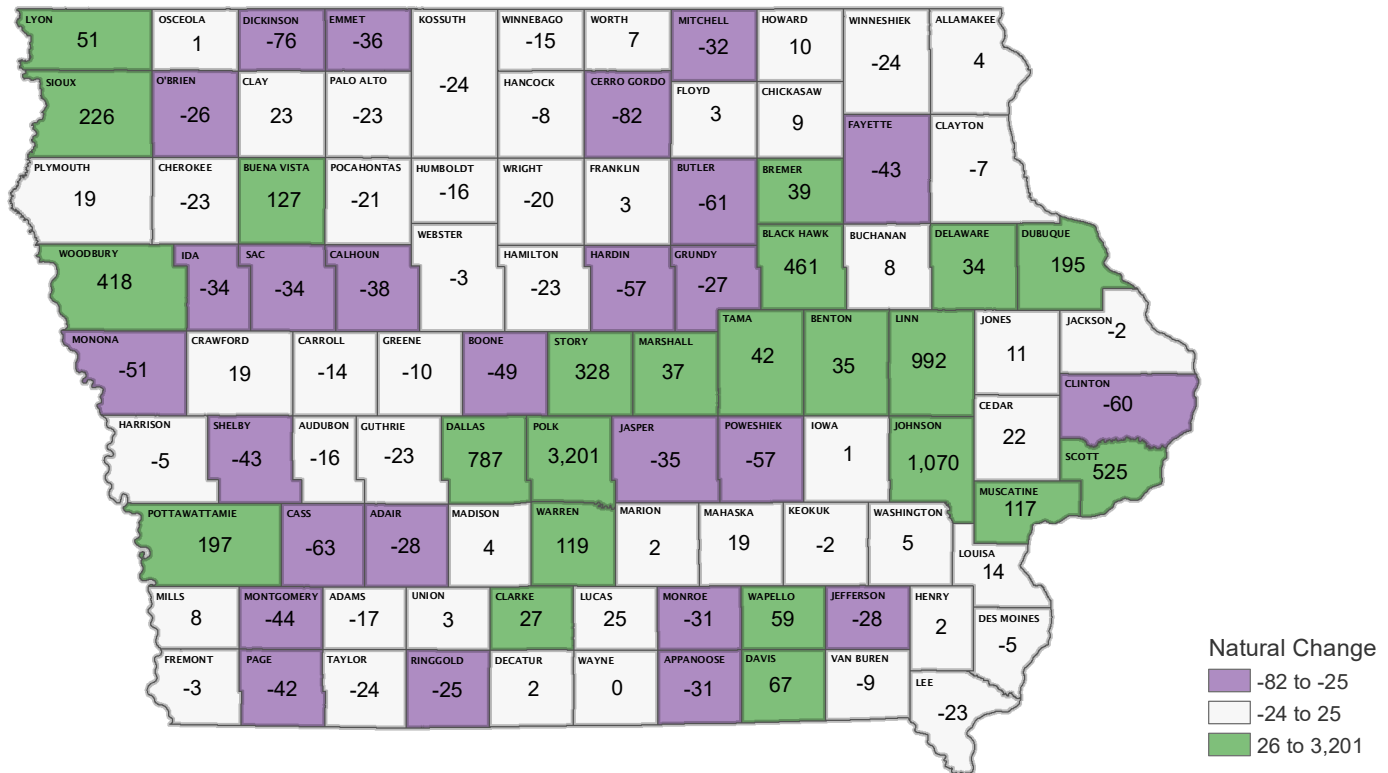 LYON
51
OSCEOLA
1
DICKINSON
-76
EMMET
-36
KOSSUTH
-24
WINNEBAGO
-15
WORTH
7
MITCHELL
-32
HOWARD
10
WINNESHIEK
-24
ALLAMAKEE
4
SIOUX
226
O'BRIEN
-26
CLAY
23
PALO ALTO
-23
HANCOCK
-8
CERRO GORDO
-82
FLOYD
3
CHICKASAW
9
FAYETTE
-43
CLAYTON
-7
PLYMOUTH
19
CHEROKEE
-23
BUENA VISTA
127
POCAHONTAS
-21
HUMBOLDT
-16
WRIGHT
-20
FRANKLIN
3
BUTLER
-61
BREMER
39
WOODBURY
418
IDA
-34
SAC
-34
CALHOUN
-38
WEBSTER
-3
HAMILTON
-23
HARDIN
-57
GRUNDY
-27
BLACK HAWK
461
BUCHANAN
8
DELAWARE
34
DUBUQUE
195
MONONA
-51
CRAWFORD
19
CARROLL
-14
GREENE
-10
BOONE
-49
STORY
328
MARSHALL
37
TAMA
42
BENTON
35
LINN
992
JONES
11
JACKSON
-2
CLINTON
-60
CEDAR
22
HARRISON
-5
SHELBY
-43
AUDUBON
-16
GUTHRIE
-23
DALLAS
787
POLK
3,201
JASPER
-35
POWESHIEK
-57
IOWA
1
JOHNSON
1,070
SCOTT
525
MUSCATINE
117
POTTAWATTAMIE
197
CASS
-63
ADAIR
-28
MADISON
4
WARREN
119
MARION
2
MAHASKA
19
KEOKUK
-2
WASHINGTON
5
LOUISA
14
MILLS
8
MONTGOMERY
-44
ADAMS
-17
UNION
3
CLARKE
27
LUCAS
25
MONROE
-31
WAPELLO
59
JEFFERSON
-28
HENRY
2
DES MOINES
-5
FREMONT
-3
PAGE
-42
TAYLOR
-24
RINGGOLD
-25
DECATUR
2
WAYNE
0
APPANOOSE
-31
DAVIS
67
VAN BUREN
-9
LEE
-23
Natural Change
-82 to -25
-24 to 25
26 to 3,201